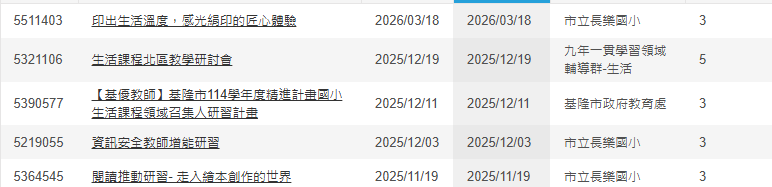 5511403 印出生活溫度，感光絹印的匠心體驗 2026/03/18 2026/03/18 市立長樂國小 3
5321106 生活課程北區教學研討會 2025/12/19 2025/12/19 九年一貫學習領域
輔導群-生活 5
5390577 【基優教師】基隆市114學年度精進計畫國小
生活課程領域召集人研習計畫 2025/12/11 2025/12/11 基隆市政府教育處 3
5219055 資訊安全教師增能研習 2025/12/03 2025/12/03 市立長樂國小 3
5364545 閱讀推動研習- 走入繪本創作的世界 2025/11/19 2025/11/19 市立長樂國小 3